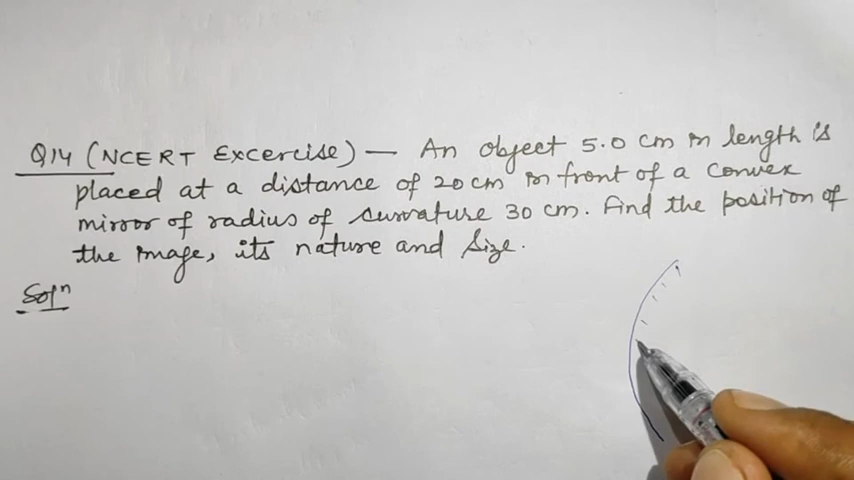 Q14 (NCERT Excercise) — An object 5.0 cm in length is
placed at a distance of 20 cm in front of a convex
mirror of radius of curvature 30 cm. Find the position of
the image, its nature and size.
Solⁿ